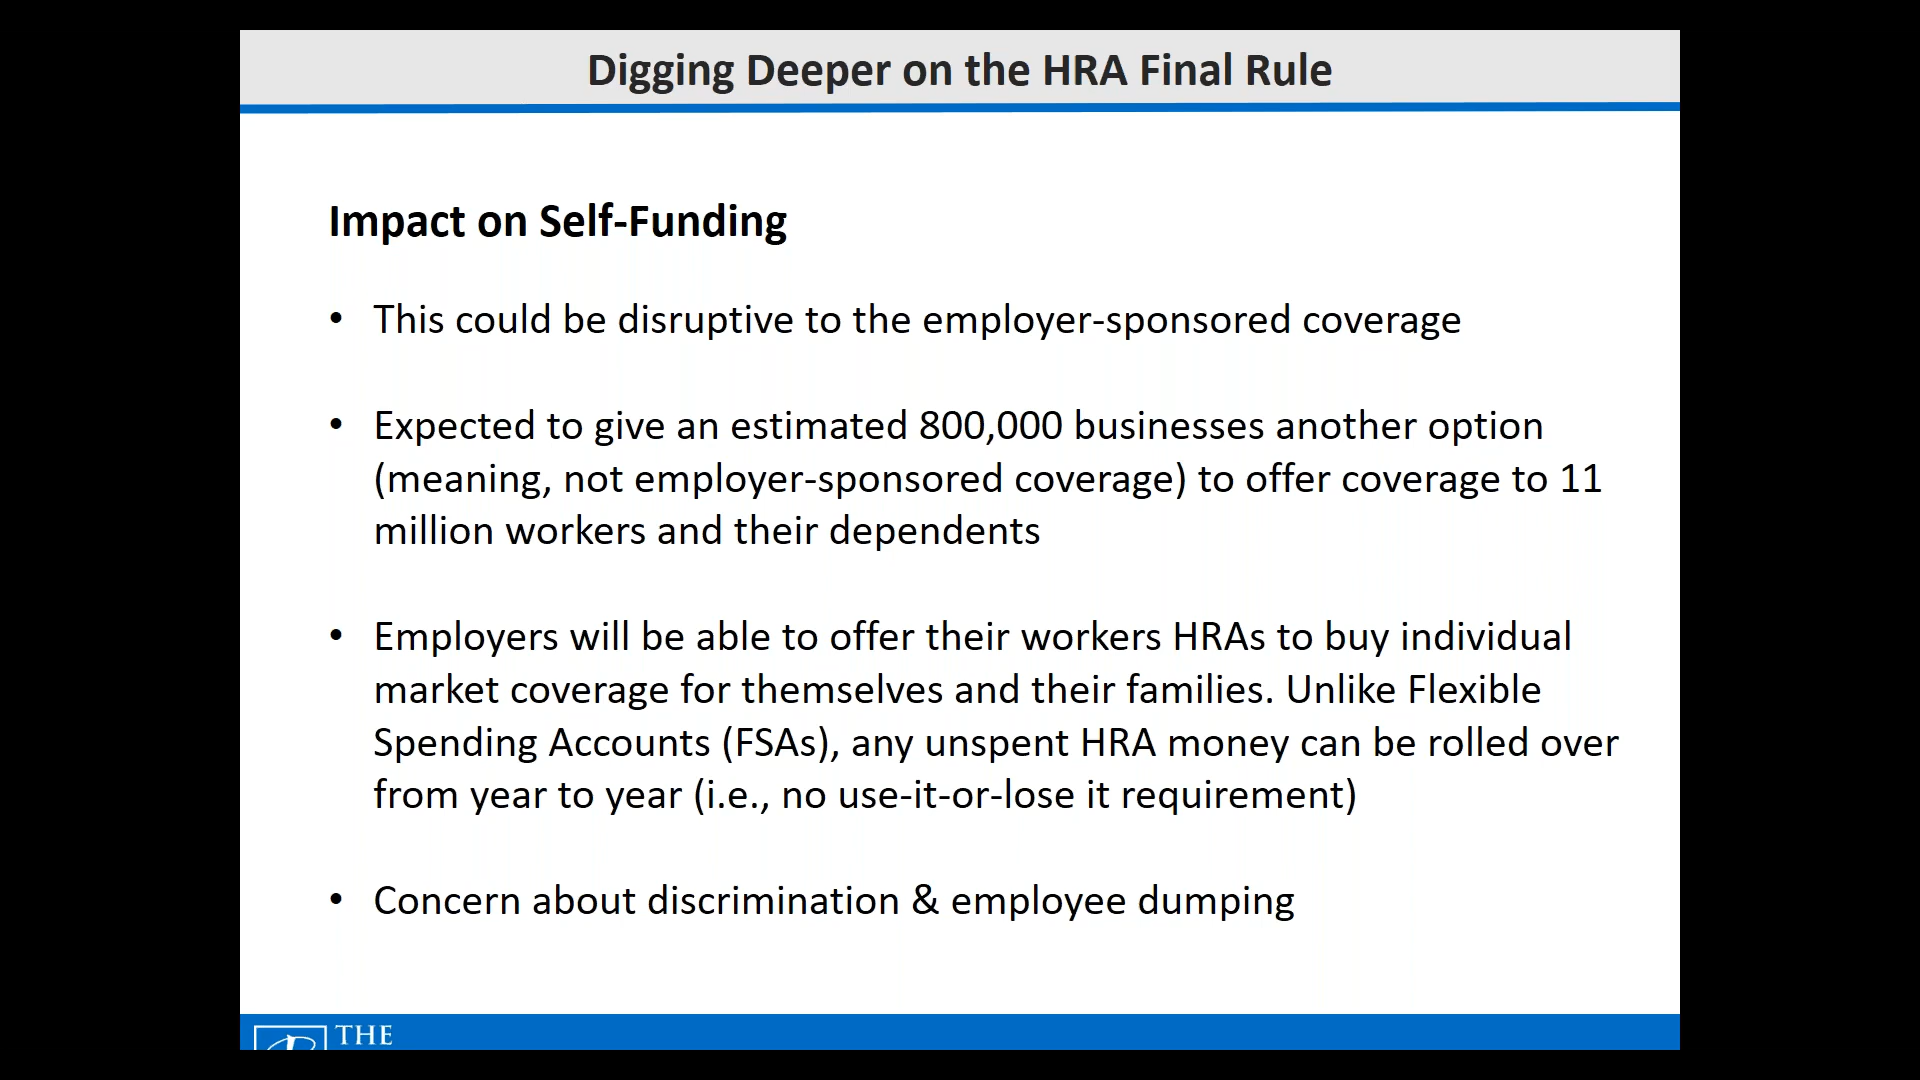 Digging Deeper on the HRA Final Rule
Impact on Self-Funding
• This could be disruptive to the employer-sponsored coverage
• Expected to give an estimated 800,000 businesses another option
(meaning, not employer-sponsored coverage) to offer coverage to 11
million workers and their dependents
• Employers will be able to offer their workers HRAs to buy individual
market coverage for themselves and their families. Unlike Flexible
Spending Accounts (FSAs), any unspent HRA money can be rolled over
from year to year (i.e., no use-it-or-lose it requirement)
• Concern about discrimination & employee dumping
THE